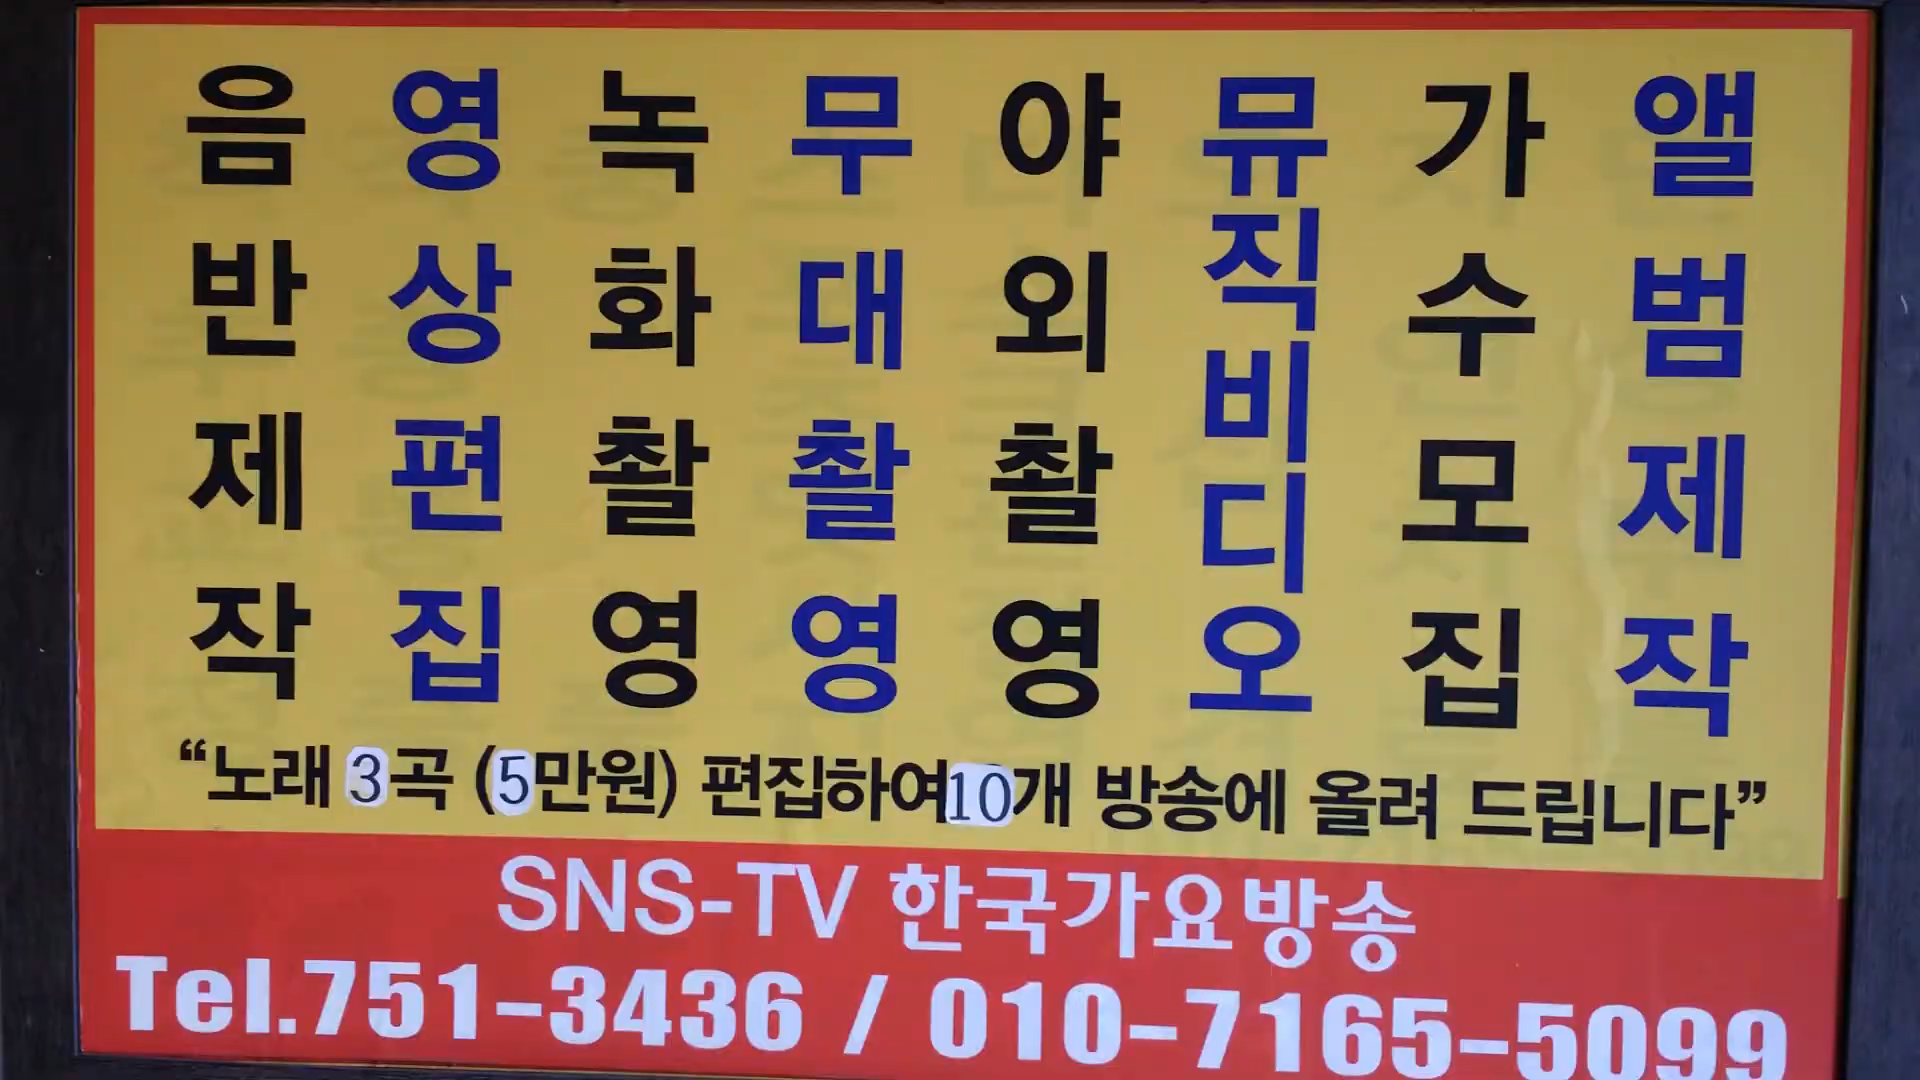 음반제작
영상편집
녹화촬영
무대촬영
야외촬영
뮤직비디오
가수모집
앨범제작
“노래 3곡 (5만원) 편집하여10개 방송에 올려 드립니다”
SNS-TV 한국가요방송
Tel.751-3436 / 010-7165-5099